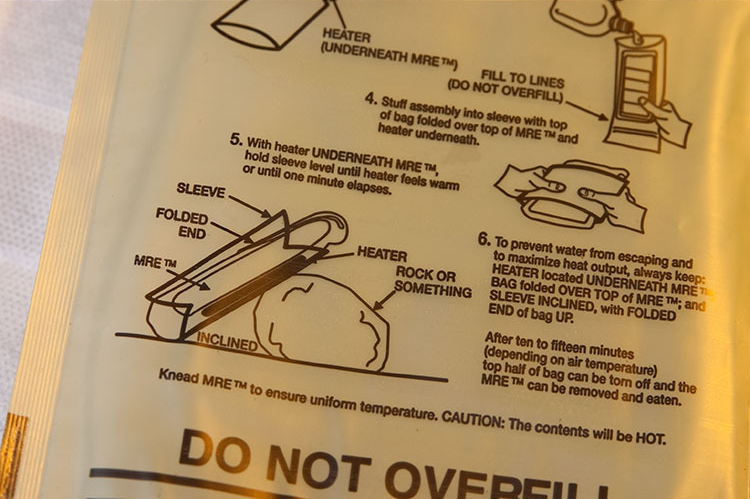 HEATER
(UNDERNEATH MRE™)
FILL TO LINES
(DO NOT OVERFILL)
4. Stuff assembly into sleeve with top
of bag folded over top of MRE™ and
heater underneath.
5. With heater UNDERNEATH MRE™,
hold sleeve level until heater feels warm
or until one minute elapses.
SLEEVE
FOLDED
END
MRE™
HEATER
ROCK OR
SOMETHING
INCLINED
6. To prevent water from escaping and
to maximize heat output, always keep:
HEATER located UNDERNEATH MRE™
BAG folded OVER TOP of MRE™; and
SLEEVE INCLINED, with FOLDED
END of bag UP.
After ten to fifteen minutes
(depending on air temperature)
top half of bag can be torn off and the
MRE™ can be removed and eaten.
Knead MRE™ to ensure uniform temperature. CAUTION: The contents will be HOT.
DO NOT OVERFILL